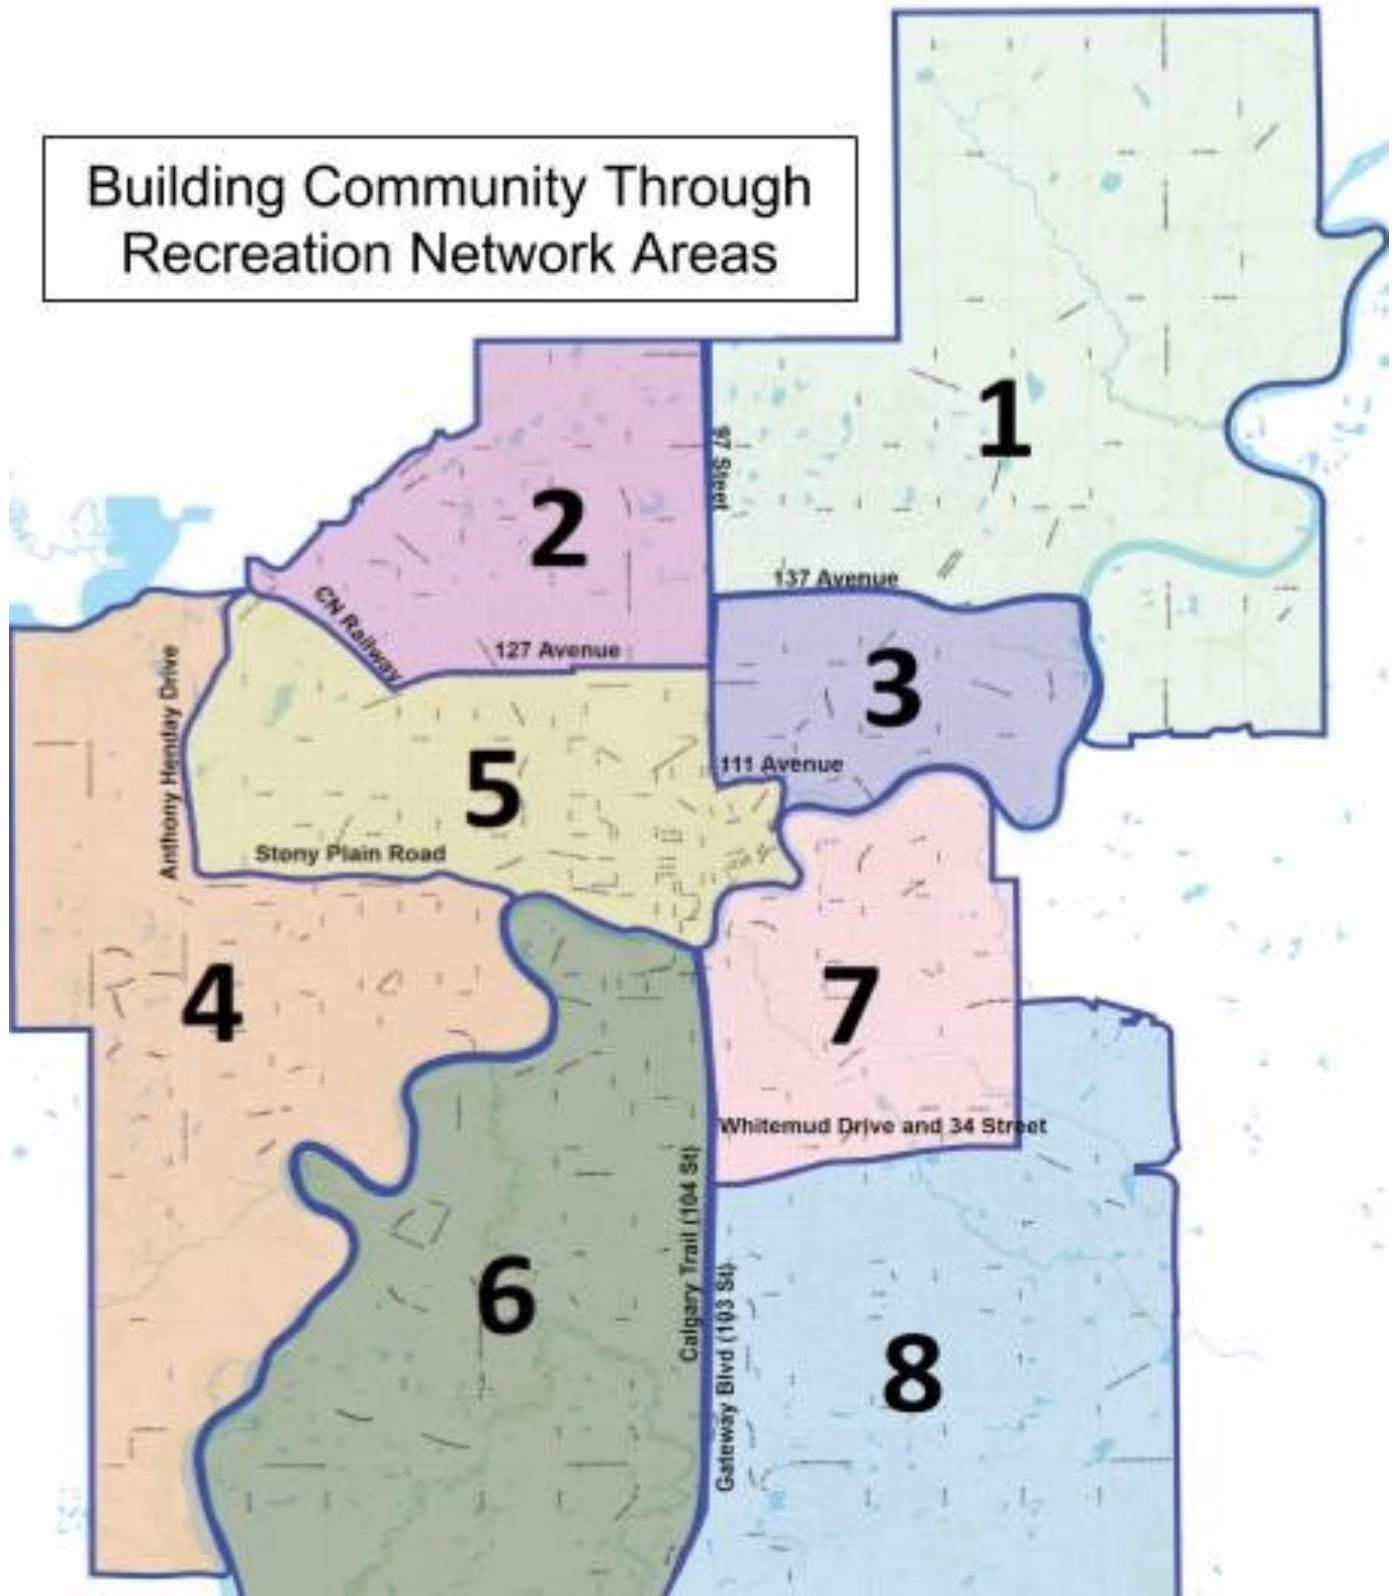 Building Community Through
Recreation Network Areas
1
97 Street
2
137 Avenue
CN Railway
127 Avenue
3
Anthony Henday Drive
111 Avenue
5
Stony Plain Road
4
7
Whitemud Drive and 34 Street
Calgary Trail (104 St)
6
Gateway Blvd (103 St)
8